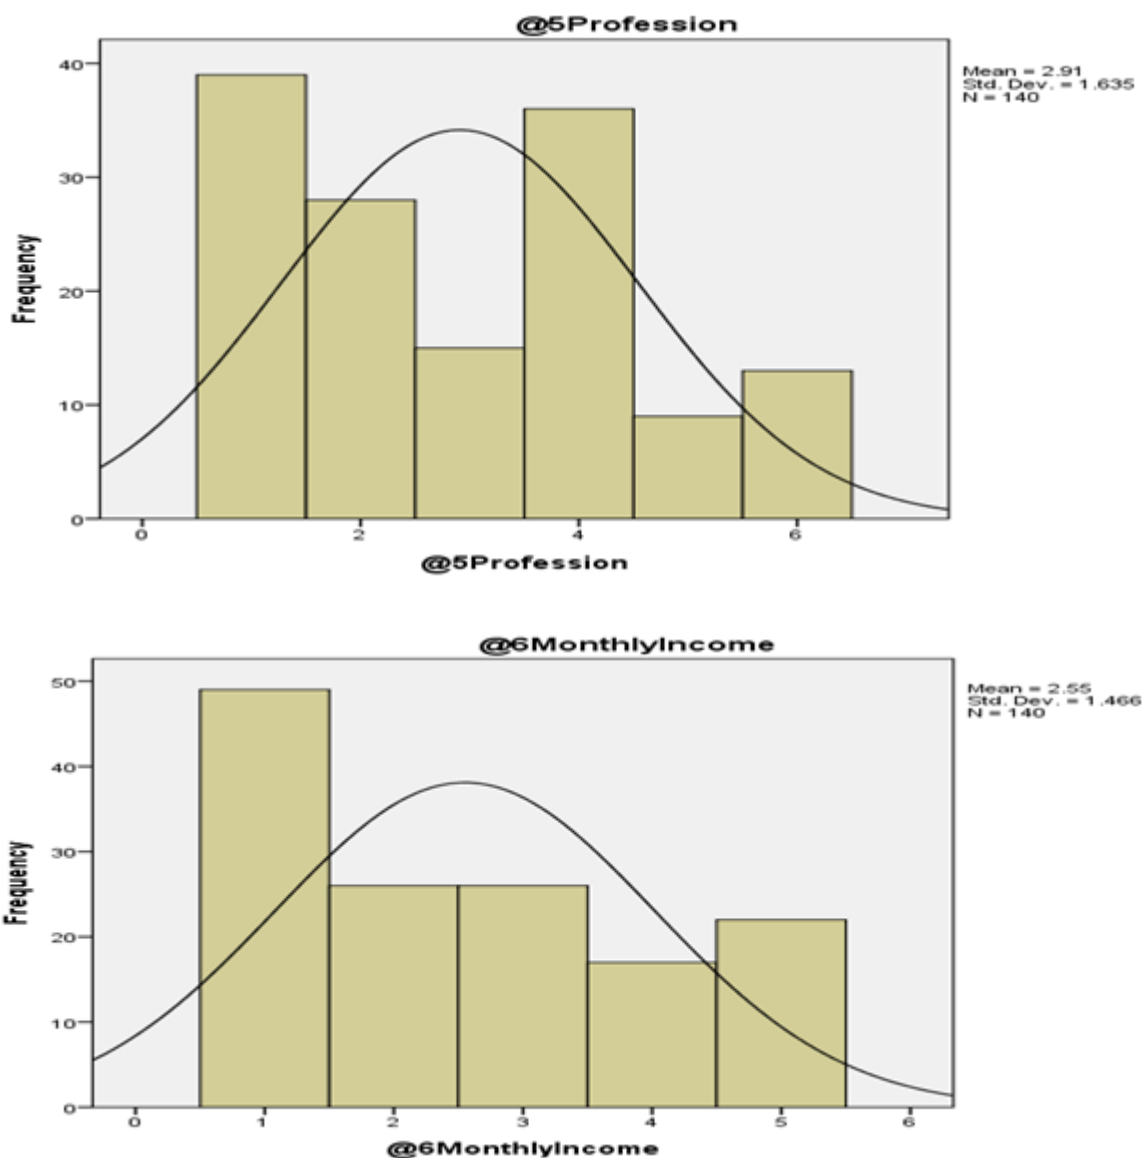 @5Profession
Mean = 2.91
Std. Dev. = 1.635
N = 140
40
30
20
10
0
Frequency
0 2 4 6
@5Profession
@6MonthlyIncome
Mean = 2.55
Std. Dev. = 1.466
N = 140
50
40
30
20
10
0
Frequency
0 1 2 3 4 5 6
@6MonthlyIncome